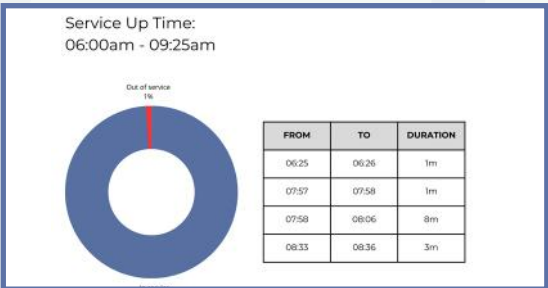 Service Up Time:
06:00am - 09:25am
Out of service
1%
FROM TO DURATION
06:25 06:26 1m
07:57 07:58 1m
07:58 08:06 8m
08:33 08:36 3m